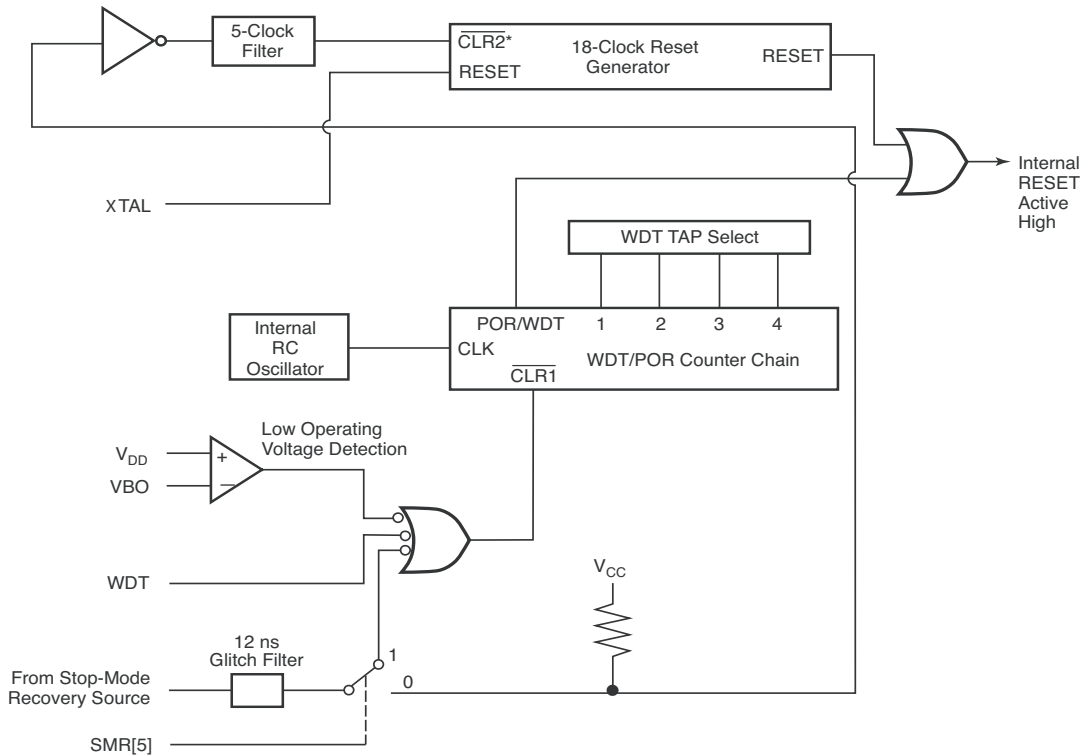 5-Clock
Filter
CLR2*
18-Clock Reset
Generator
RESET
RESET
XTAL
Internal
RESET
Active
High
WDT TAP Select
POR/WDT 1 2 3 4
CLK
WDT/POR Counter Chain
CLR1
Internal
RC
Oscillator
Low Operating
Voltage Detection
VDD
+
VBO
–
WDT
VCC
12 ns
Glitch Filter
1
0
From Stop-Mode
Recovery Source
SMR[5]